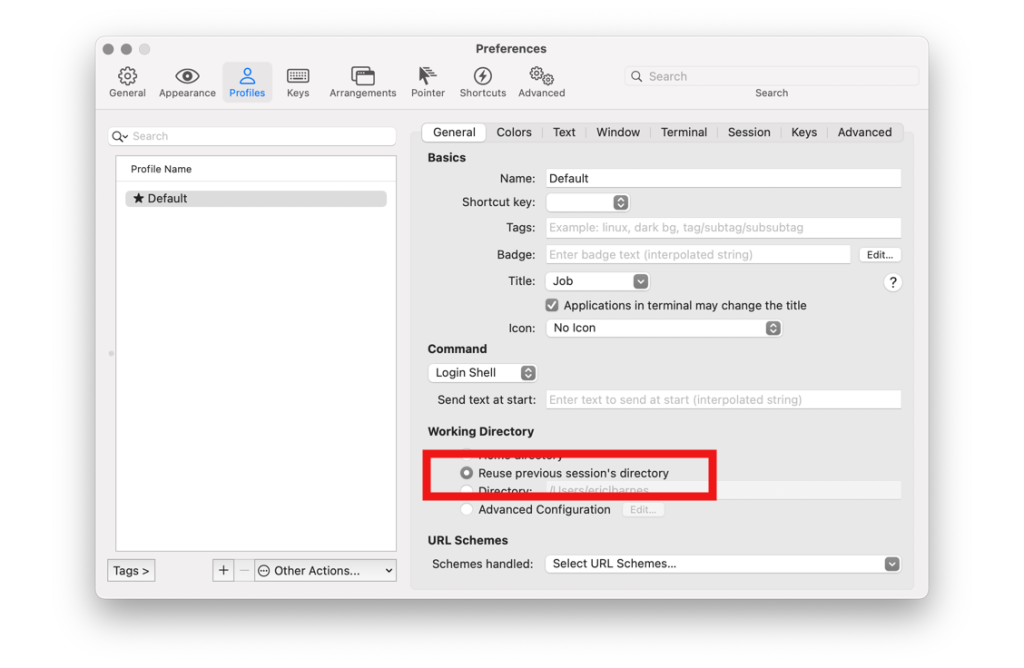 Preferences
General Appearance Profiles Keys Arrangements Pointer Shortcuts Advanced
Search
Search
Search
Profile Name
★ Default
Tags >
+ − Other Actions...
General Colors Text Window Terminal Session Keys Advanced
Basics
Name: Default
Shortcut key:
Tags: Example: linux, dark bg, tag/subtag/subsubtag
Badge: Enter badge text (interpolated string) Edit...
Title: Job ?
Applications in terminal may change the title
Icon: No Icon
Command
Login Shell
Send text at start: Enter text to send at start (interpolated string)
Working Directory
Home directory
Reuse previous session's directory
Directory: /Users/ericlbarnes
Advanced Configuration Edit...
URL Schemes
Schemes handled: Select URL Schemes...